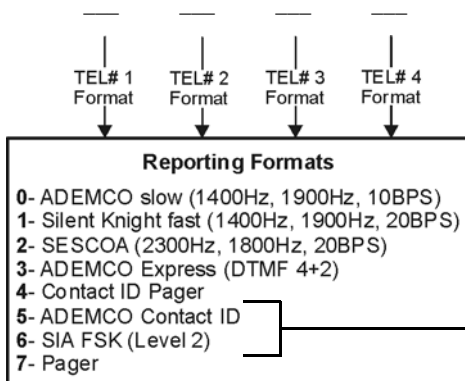 TEL# 1 TEL# 2 TEL# 3 TEL# 4
Format Format Format Format
Reporting Formats
0- ADEMCO slow (1400Hz, 1900Hz, 10BPS)
1- Silent Knight fast (1400Hz, 1900Hz, 20BPS)
2- SESCOA (2300Hz, 1800Hz, 20BPS)
3- ADEMCO Express (DTMF 4+2)
4- Contact ID Pager
5- ADEMCO Contact ID
6- SIA FSK (Level 2)
7- Pager